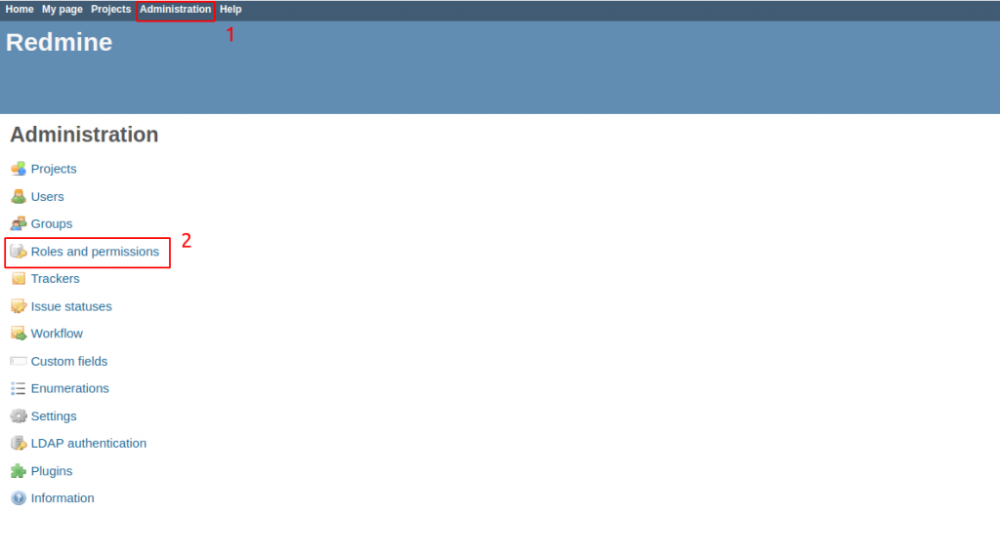 Home My page Projects Administration Help
1
Redmine
Administration
Projects
Users
Groups
2
Roles and permissions
Trackers
Issue statuses
Workflow
Custom fields
Enumerations
Settings
LDAP authentication
Plugins
Information